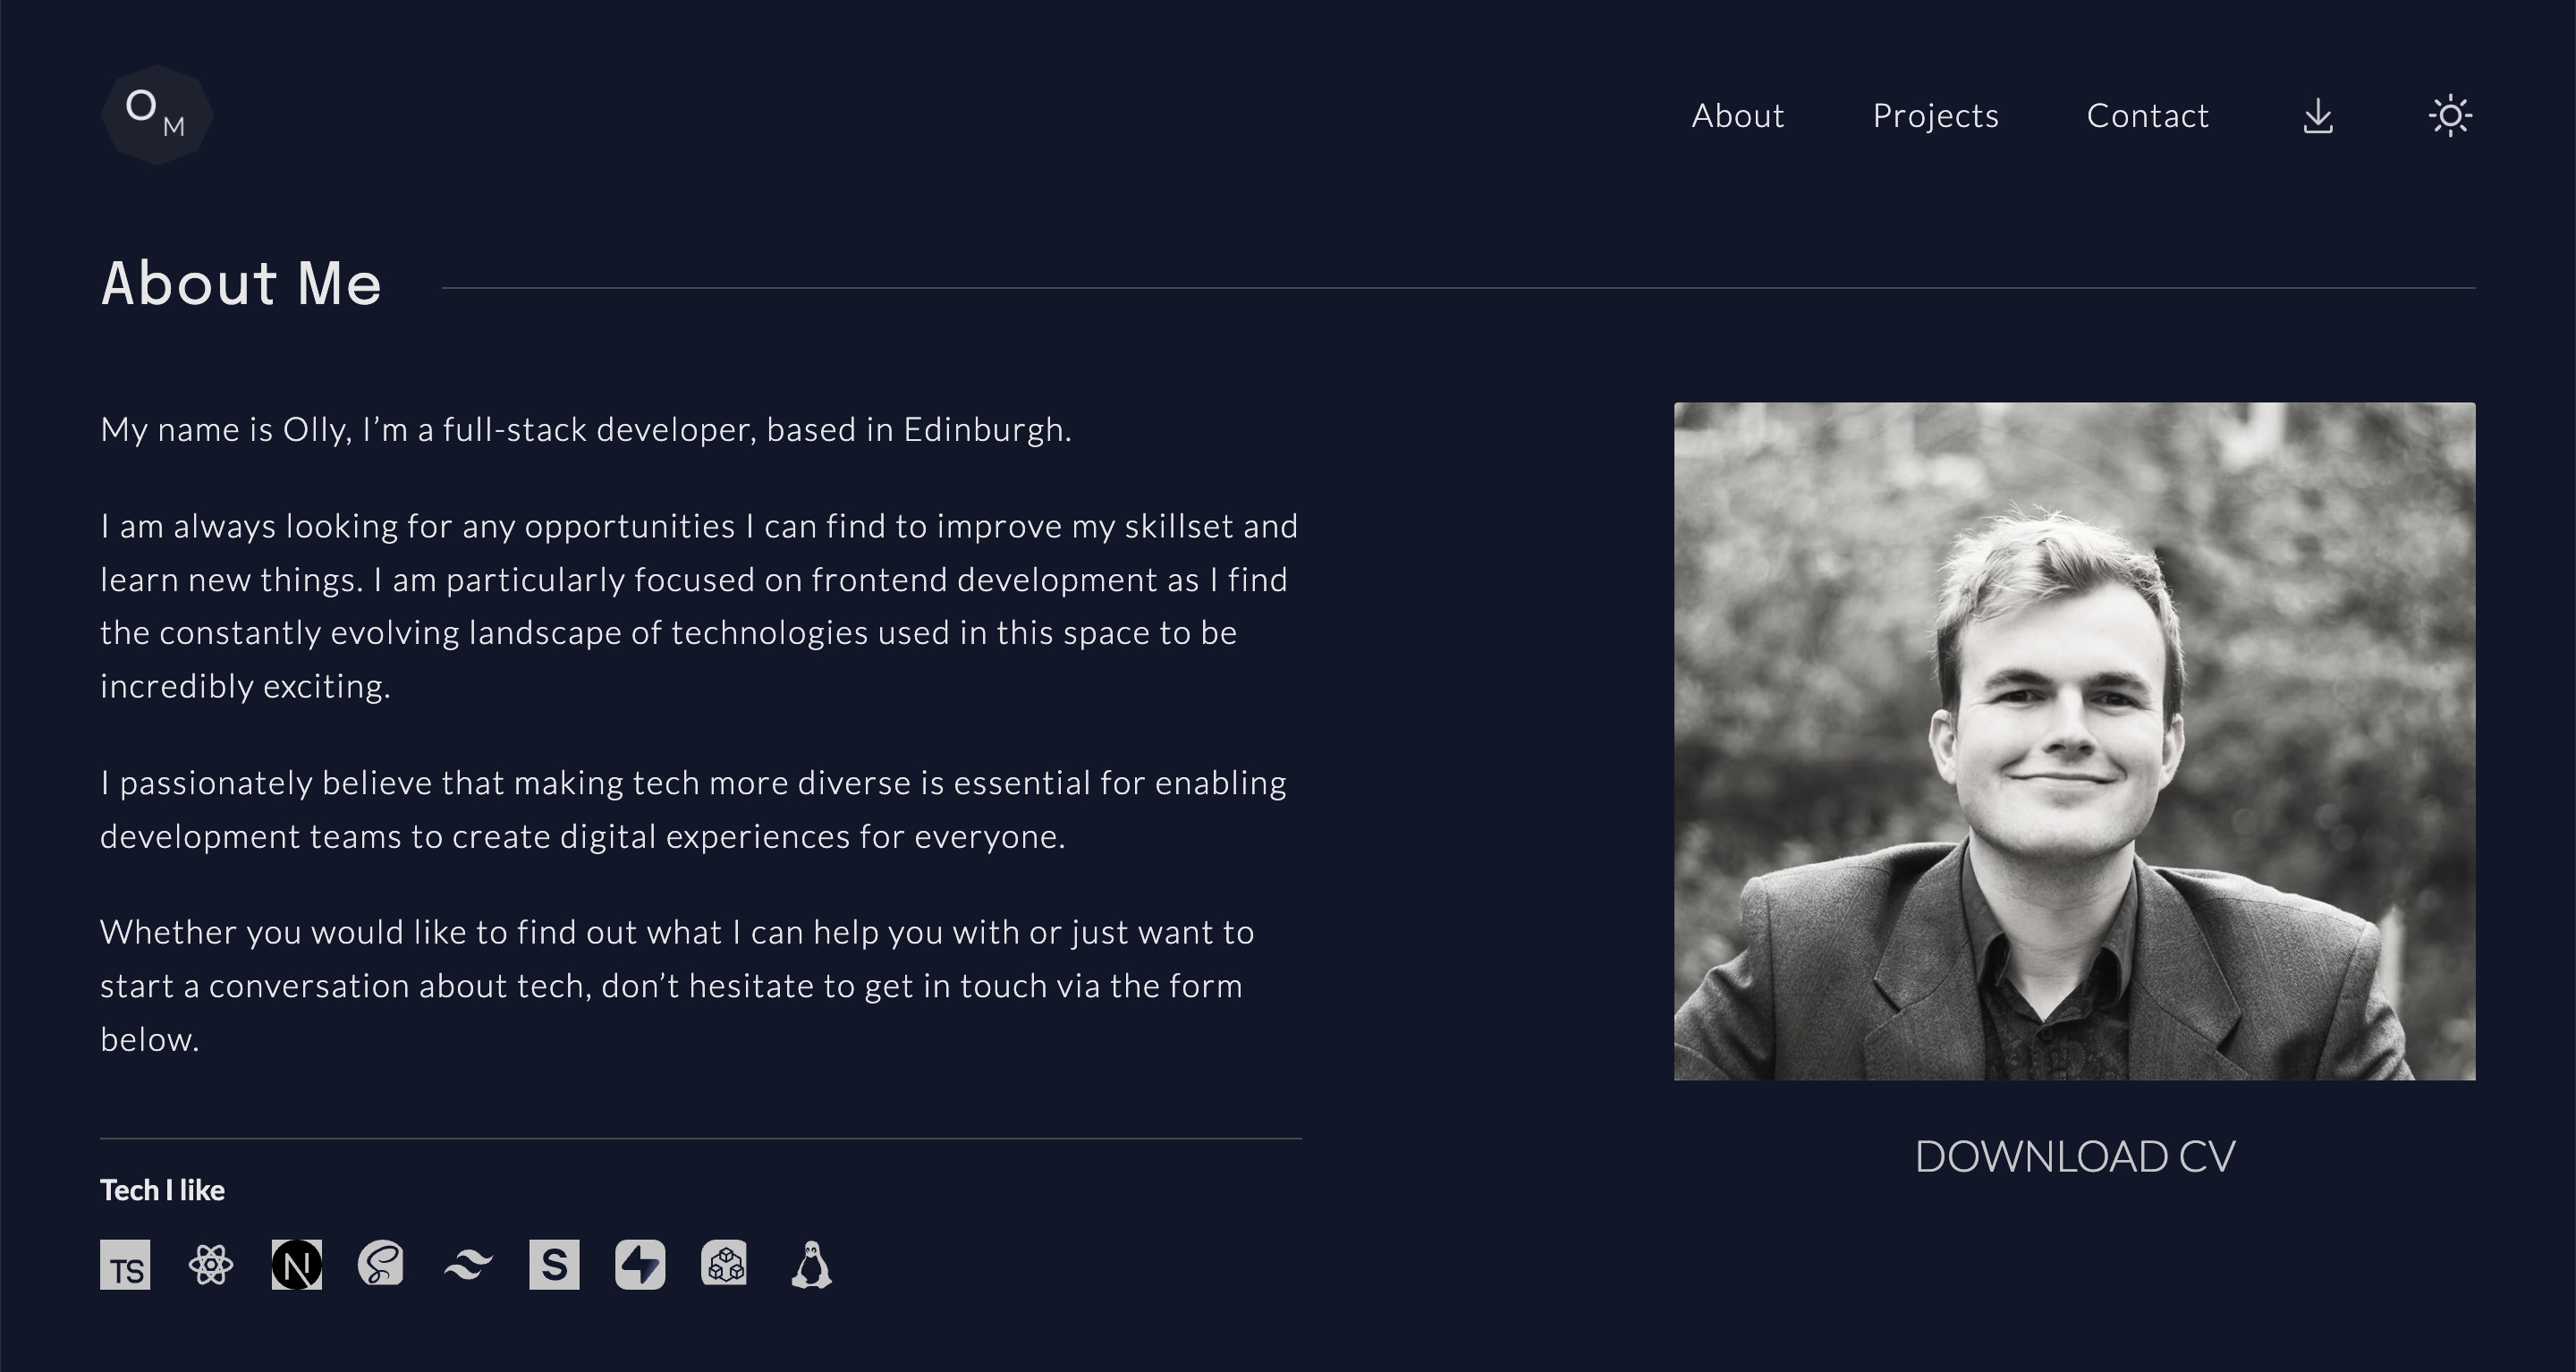 O
M
About
Projects
Contact
About Me
My name is Olly, I’m a full-stack developer, based in Edinburgh.
I am always looking for any opportunities I can find to improve my skillset and
learn new things. I am particularly focused on frontend development as I find
the constantly evolving landscape of technologies used in this space to be
incredibly exciting.
I passionately believe that making tech more diverse is essential for enabling
development teams to create digital experiences for everyone.
Whether you would like to find out what I can help you with or just want to
start a conversation about tech, don’t hesitate to get in touch via the form
below.
DOWNLOAD CV
Tech I like
TS
N
S